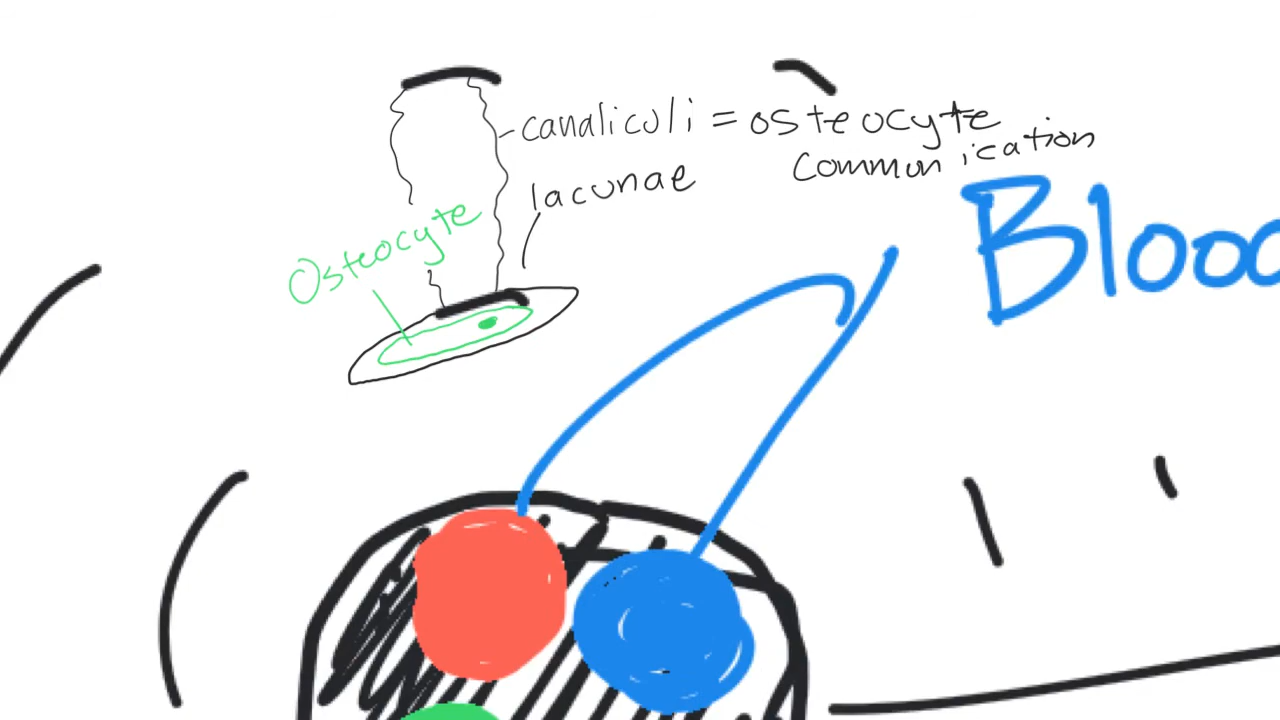 canaliculi = osteocyte
communication
lacunae
Osteocyte
Blood